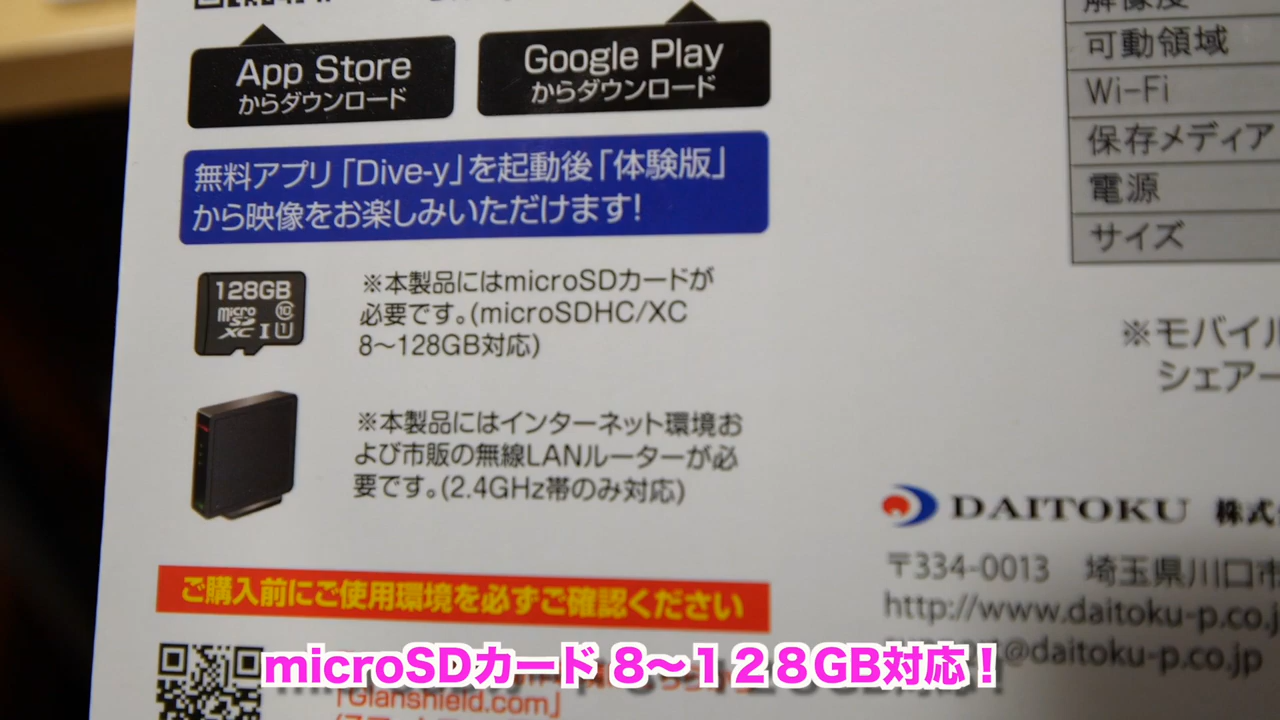 App Store
からダウンロード
Google Play
からダウンロード
無料アプリ「Dive-y」を起動後「体験版」
から映像をお楽しみいただけます!
128GB
micro
SD
XC I U1
10
※本製品にはmicroSDカードが
必要です。(microSDHC/XC
8〜128GB対応)
※本製品にはインターネット環境お
よび市販の無線LANルーターが必
要です。(2.4GHz帯のみ対応)
ご購入前にご使用環境を必ずご確認ください
「Glanshield.com」
解像度
可動領域
Wi-Fi
保存メディア
電源
サイズ
※モバイル
シェアー
DAITOKU 株式
〒334-0013 埼玉県川口市
http://www.daitoku-p.co.j
@daitoku-p.co.jp
microSDカード 8〜128GB対応！